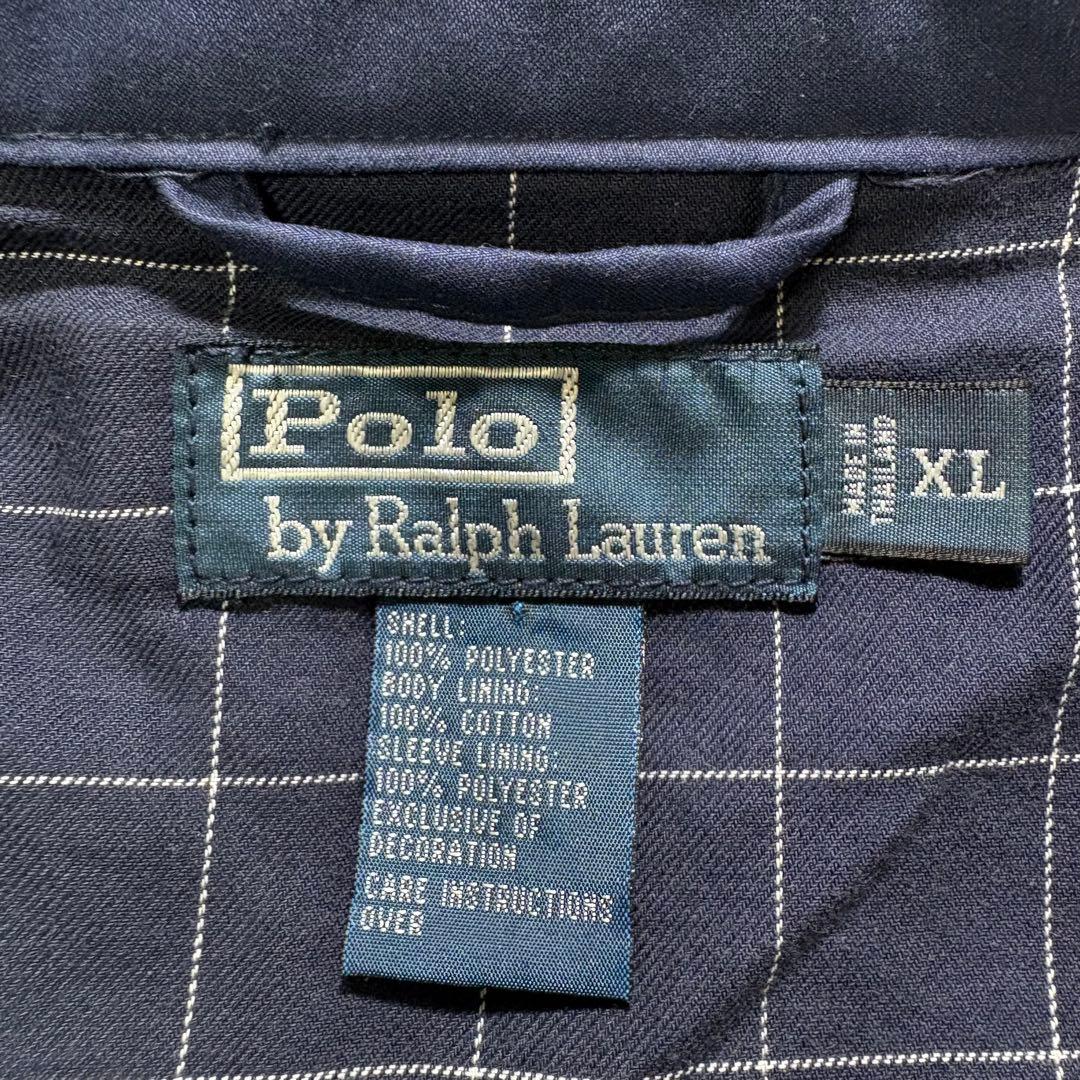 Polo
by Ralph Lauren
MADE IN
THAILAND
XL
SHELL:
100% POLYESTER
BODY LINING:
100% COTTON
SLEEVE LINING:
100% POLYESTER
EXCLUSIVE OF
DECORATION
CARE INSTRUCTIONS
OVER